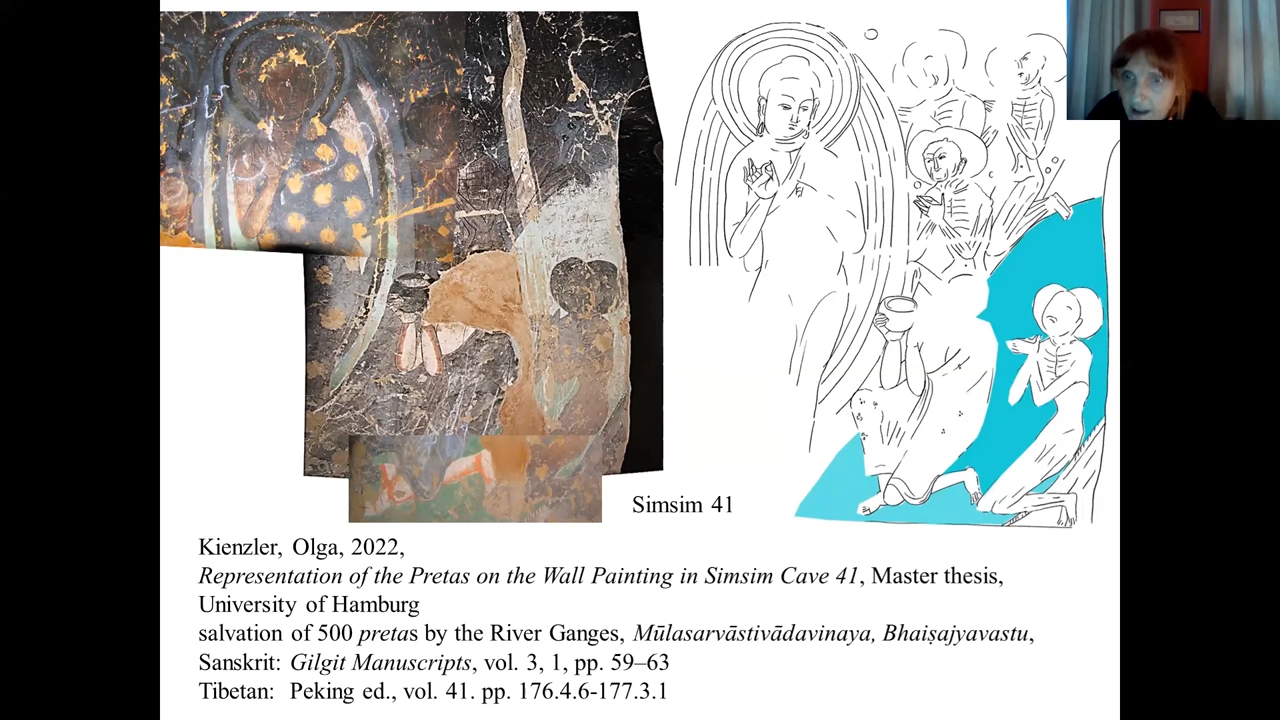 Simsim 41
Kienzler, Olga, 2022,
Representation of the Pretas on the Wall Painting in Simsim Cave 41, Master thesis,
University of Hamburg
salvation of 500 pretas by the River Ganges, Mūlasarvāstivādavinaya, Bhaiṣajyavastu,
Sanskrit: Gilgit Manuscripts, vol. 3, 1, pp. 59–63
Tibetan: Peking ed., vol. 41. pp. 176.4.6-177.3.1